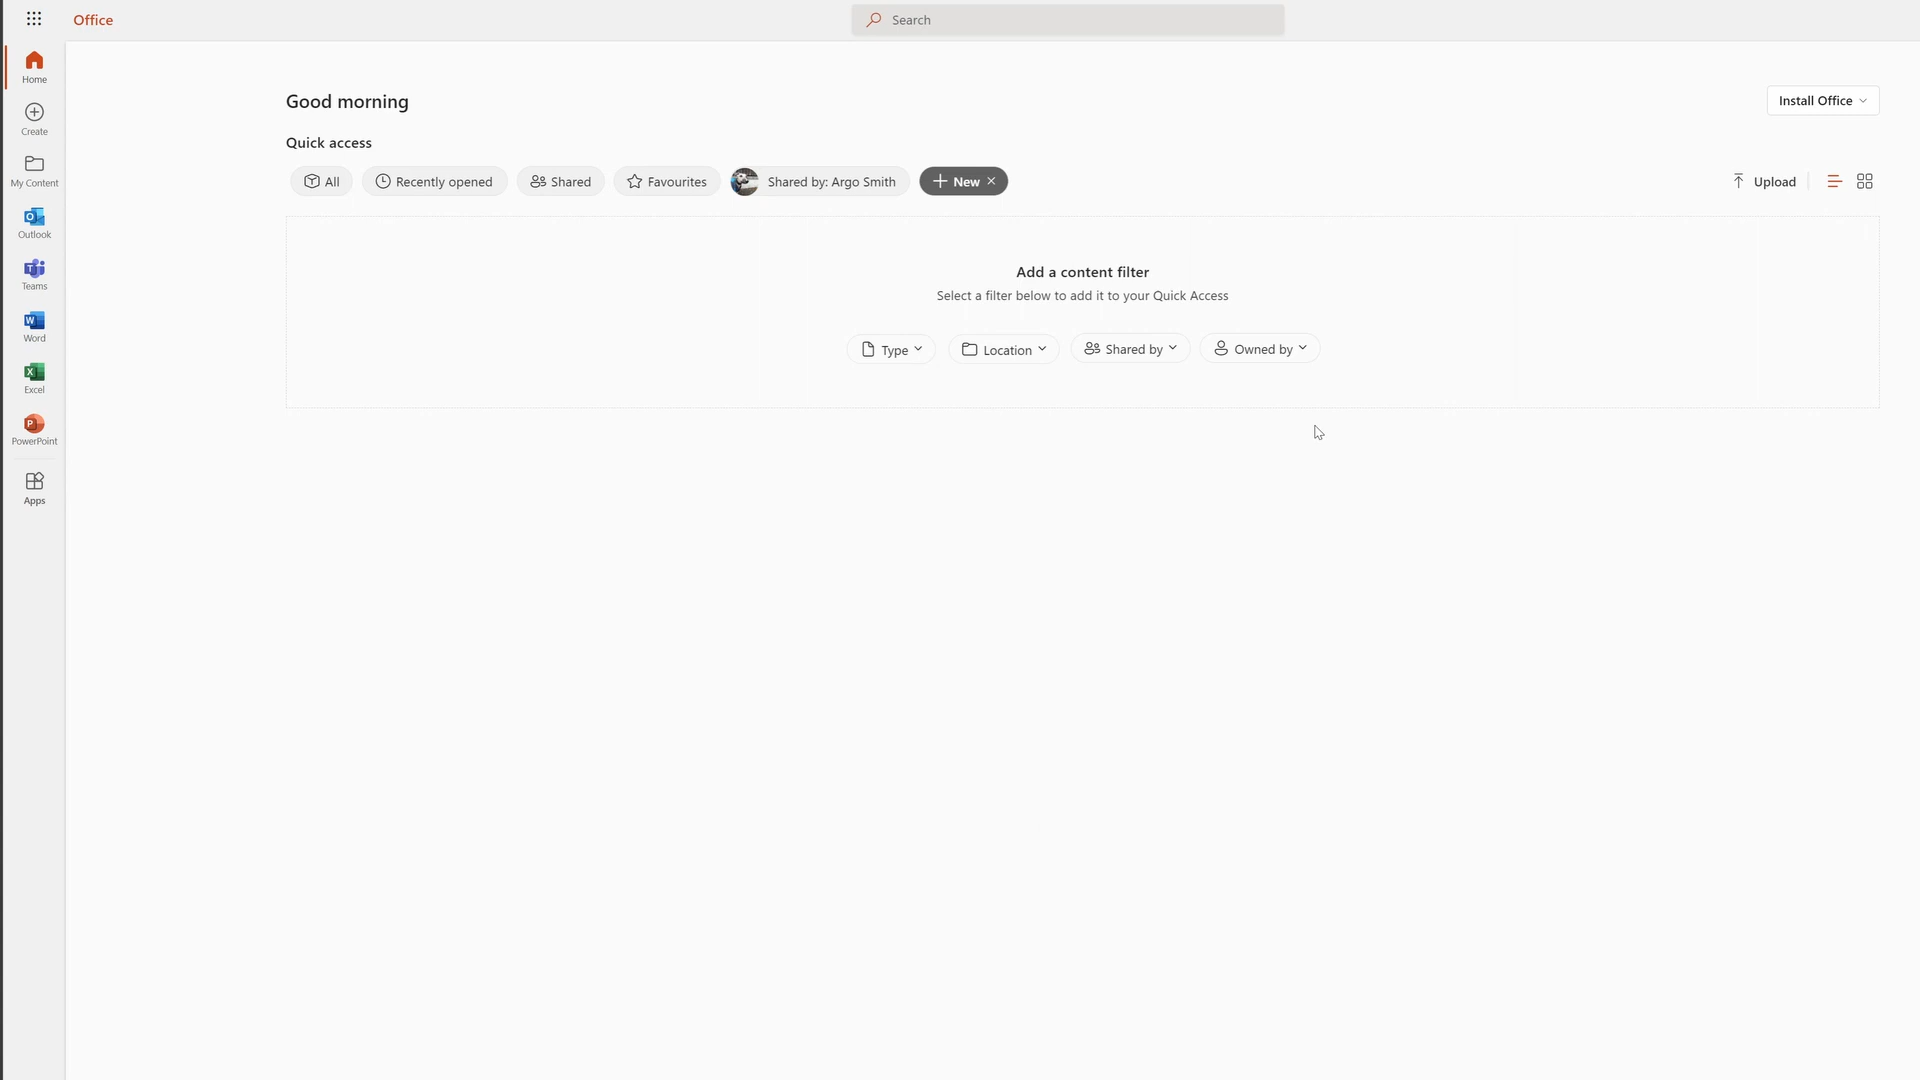 Office
Search
Home
Create
My Content
Outlook
Teams
Word
Excel
PowerPoint
Apps
Good morning
Install Office
Quick access
All
Recently opened
Shared
Favourites
Shared by: Argo Smith
New
Upload
Add a content filter
Select a filter below to add it to your Quick Access
Type
Location
Shared by
Owned by